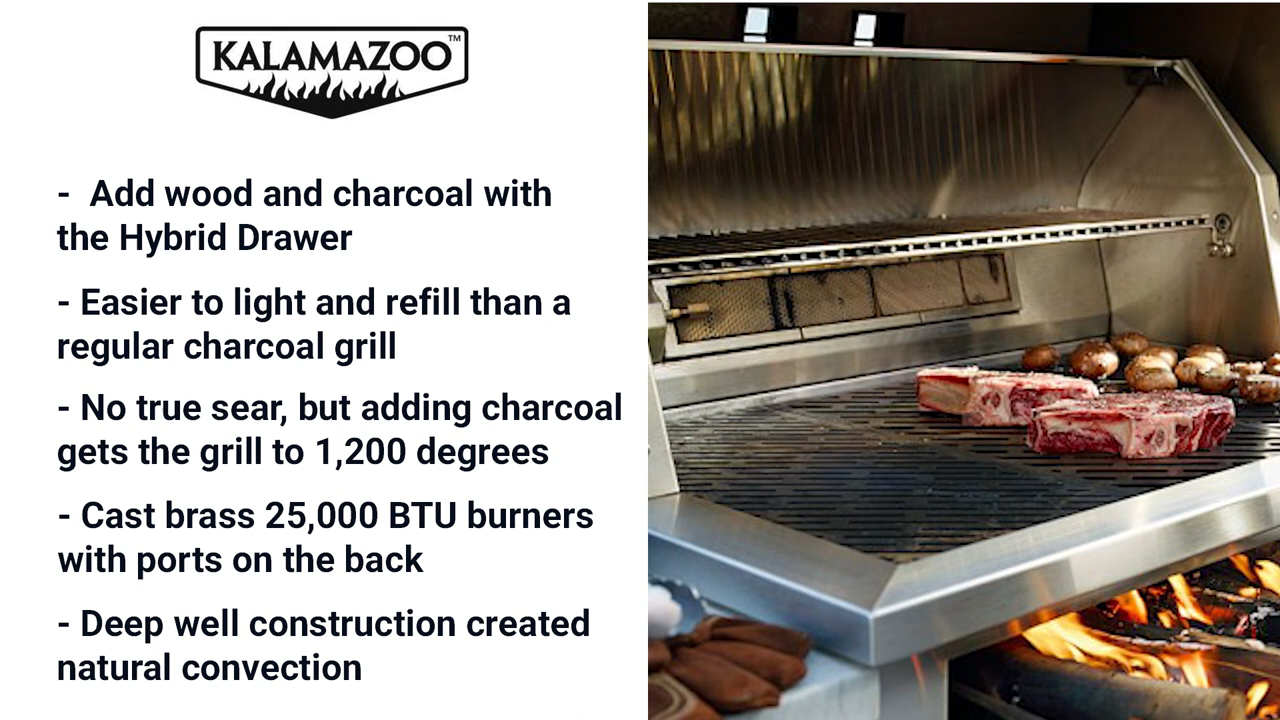 KALAMAZOO™
- Add wood and charcoal with
the Hybrid Drawer
- Easier to light and refill than a
regular charcoal grill
- No true sear, but adding charcoal
gets the grill to 1,200 degrees
- Cast brass 25,000 BTU burners
with ports on the back
- Deep well construction created
natural convection